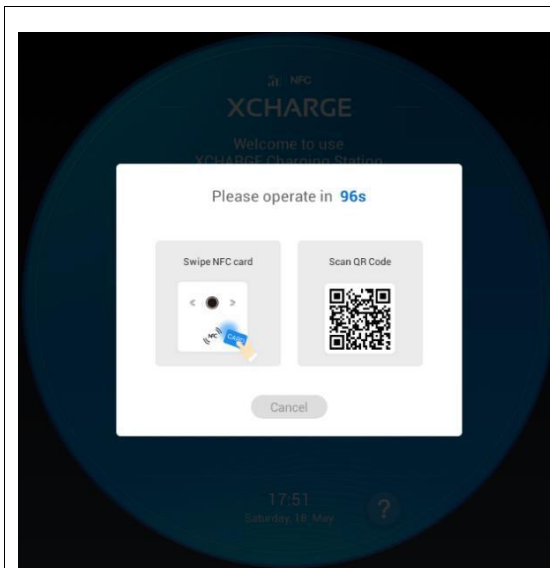 NFC
XCHARGE
Welcome to use
XCHARGE Charging Station
Please operate in 96s
Swipe NFC card
Scan QR Code
NFC
CARD
Cancel
17:51
Saturday, 18 May
?